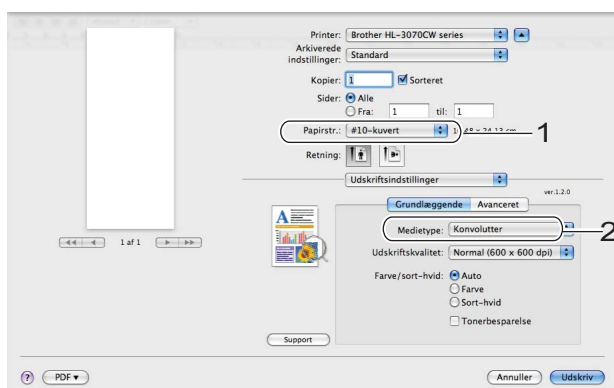 Printer: Brother HL-3070CW series
Arkiverede indstillinger: Standard
Kopier: 1 Sorteret
Sider: Alle
Fra: 1 til: 1
Papirstr.: #10-kuvert 1
Retning:
Udskriftsindstillinger
ver.1.2.0
Grundlæggende Avanceret
Medietype: Konvolutter 2
1 af 1
Udskriftskvalitet: Normal (600 x 600 dpi)
Farve/sort-hvid: Auto
Farve
Sort-hvid
Tonerbesparelse
Support
? PDF Annuller Udskriv